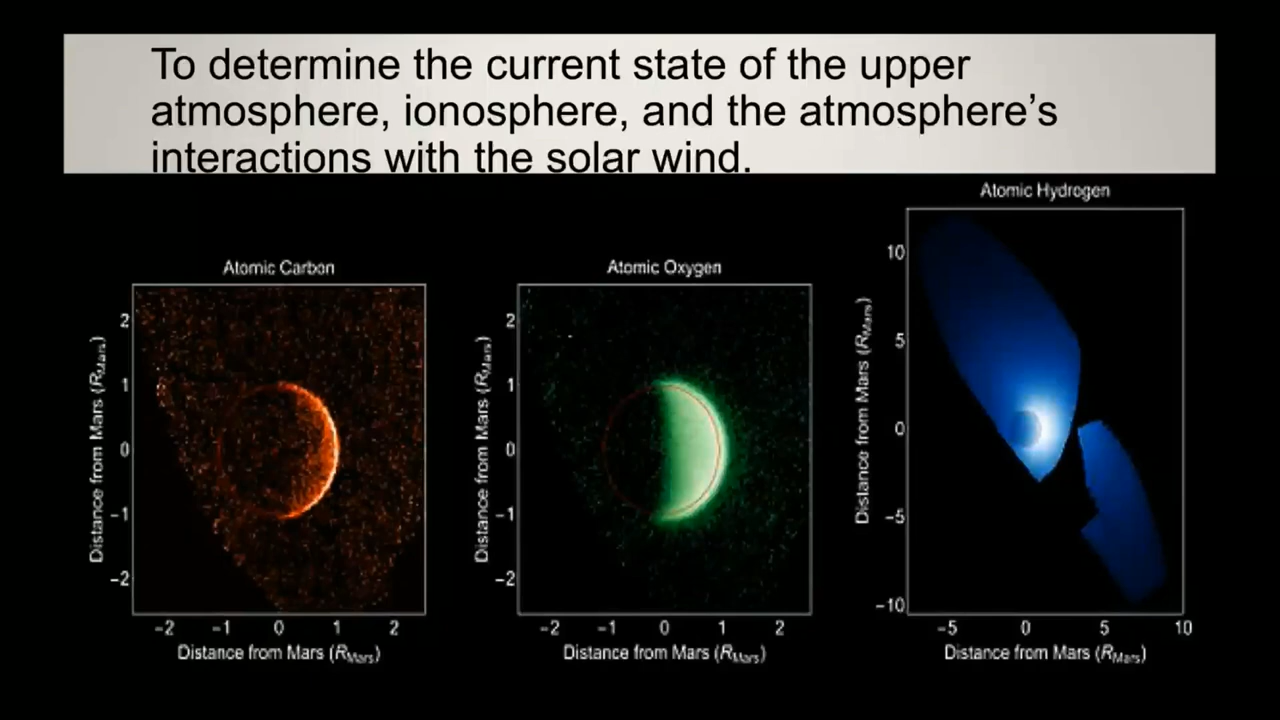 To determine the current state of the upper
atmosphere, ionosphere, and the atmosphere’s
interactions with the solar wind.
Atomic Carbon
Distance from Mars (RMars)
2
1
0
−1
−2
−2 −1 0 1 2
Distance from Mars (RMars)
Atomic Oxygen
Distance from Mars (RMars)
2
1
0
−1
−2
−2 −1 0 1 2
Distance from Mars (RMars)
Atomic Hydrogen
Distance from Mars (RMars)
10
5
0
−5
−10
−5 0 5 10
Distance from Mars (RMars)